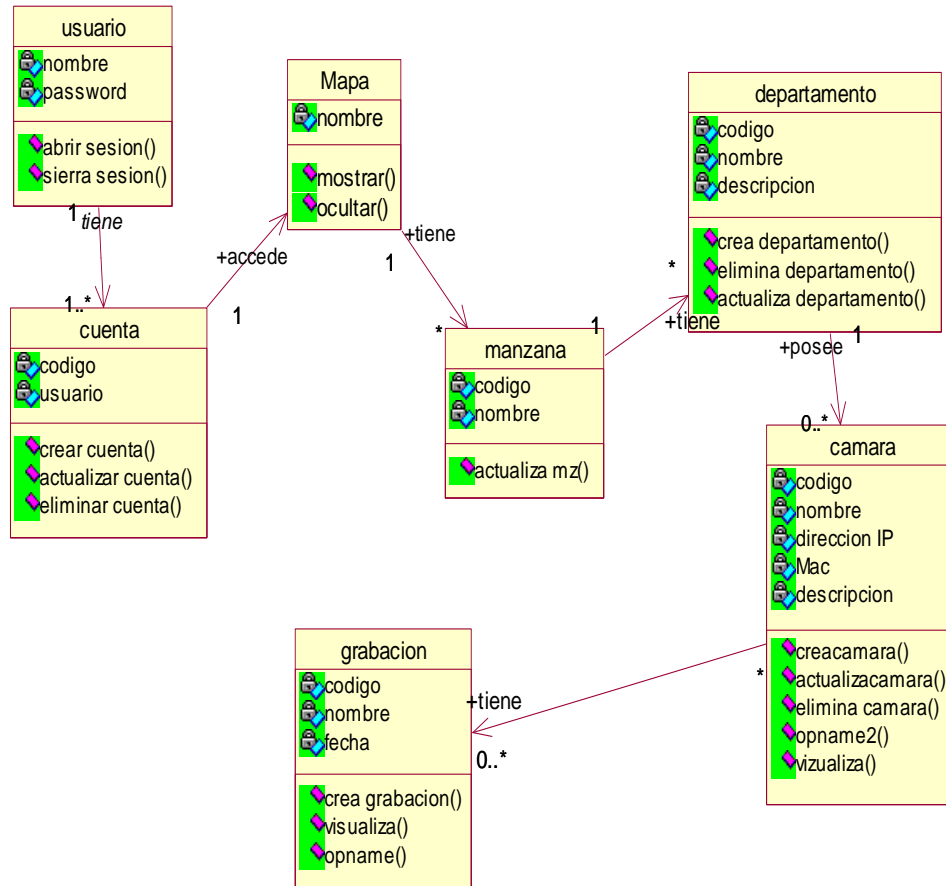 usuario
nombre
password
abrir sesion()
sierra sesion()
1
tiene
1..*
cuenta
codigo
usuario
crear cuenta()
actualizar cuenta()
eliminar cuenta()
+accede
1
Mapa
nombre
mostrar()
ocultar()
+tiene
1
*
manzana
codigo
nombre
actualiza mz()
1
+tiene
*
departamento
codigo
nombre
descripcion
crea departamento()
elimina departamento()
actualiza departamento()
1
+posee
0..*
camara
codigo
nombre
direccion IP
Mac
descripcion
creacamara()
actualizacamara()
elimina camara()
opname2()
vizualiza()
*
+tiene
0..*
grabacion
codigo
nombre
fecha
crea grabacion()
visualiza()
opname()